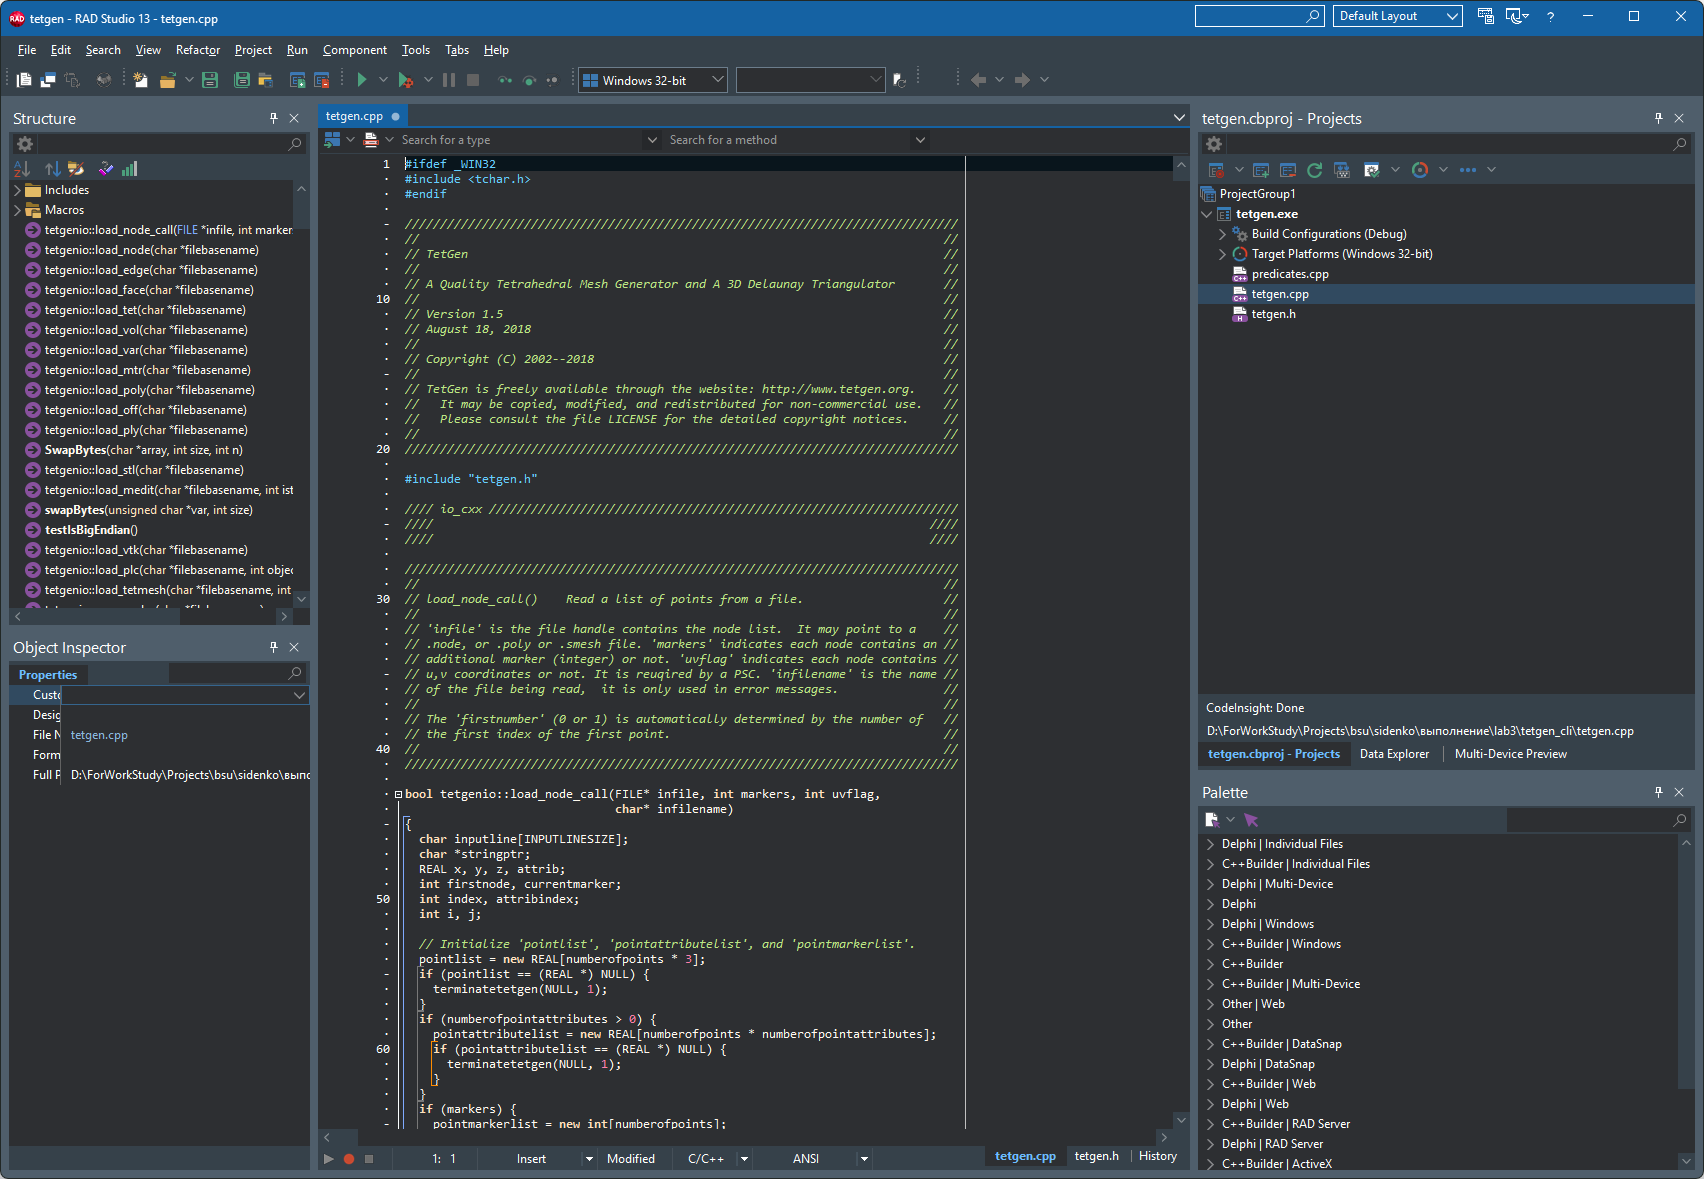 tetgen - RAD Studio 13 - tetgen.cpp
Default Layout
?
File Edit Search View Refactor Project Run Component Tools Tabs Help
Windows 32-bit
Structure
Includes
Macros
tetgenio::load_node_call(FILE *infile, int marker
tetgenio::load_node(char *filebasename)
tetgenio::load_edge(char *filebasename)
tetgenio::load_face(char *filebasename)
tetgenio::load_tet(char *filebasename)
tetgenio::load_vol(char *filebasename)
tetgenio::load_var(char *filebasename)
tetgenio::load_mtr(char *filebasename)
tetgenio::load_poly(char *filebasename)
tetgenio::load_off(char *filebasename)
tetgenio::load_ply(char *filebasename)
SwapBytes(char *array, int size, int n)
tetgenio::load_stl(char *filebasename)
tetgenio::load_medit(char *filebasename, int ist
swapBytes(unsigned char *var, int size)
testIsBigEndian()
tetgenio::load_vtk(char *filebasename)
tetgenio::load_plc(char *filebasename, int objec
tetgenio::load_tetmesh(char *filebasename, int
Object Inspector
Properties
Custo
Desig
File N
tetgen.cpp
Form
Full P
D:\ForWorkStudy\Projects\bsu\sidenko\выпо
tetgen.cpp
Search for a type
Search for a method
1 #ifdef _WIN32
#include <tchar.h>
#endif
///////////////////////////////////////////////////////////////////////////////
// //
// TetGen //
// //
// A Quality Tetrahedral Mesh Generator and A 3D Delaunay Triangulator //
10 // //
// Version 1.5 //
// August 18, 2018 //
// //
// Copyright (C) 2002--2018 //
// //
// TetGen is freely available through the website: http://www.tetgen.org. //
// It may be copied, modified, and redistributed for non-commercial use. //
// Please consult the file LICENSE for the detailed copyright notices. //
// //
20 ///////////////////////////////////////////////////////////////////////////////
#include "tetgen.h"
//// io_cxx ///////////////////////////////////////////////////////////////////
//// ////
//// ////
///////////////////////////////////////////////////////////////////////////////
// //
30 // load_node_call() Read a list of points from a file. //
// //
// 'infile' is the file handle contains the node list. It may point to a //
// .node, or .poly or .smesh file. 'markers' indicates each node contains an //
// additional marker (integer) or not. 'uvflag' indicates each node contains //
// u,v coordinates or not. It is reuqired by a PSC. 'infilename' is the name //
// of the file being read, it is only used in error messages. //
// //
// The 'firstnumber' (0 or 1) is automatically determined by the number of //
// the first index of the first point. //
40 // //
///////////////////////////////////////////////////////////////////////////////
bool tetgenio::load_node_call(FILE* infile, int markers, int uvflag,
char* infilename)
{
char inputline[INPUTLINESIZE];
char *stringptr;
REAL x, y, z, attrib;
int firstnode, currentmarker;
50 int index, attribindex;
int i, j;
// Initialize 'pointlist', 'pointattributelist', and 'pointmarkerlist'.
pointlist = new REAL[numberofpoints * 3];
if (pointlist == (REAL *) NULL) {
terminatetetgen(NULL, 1);
}
if (numberofpointattributes > 0) {
pointattributelist = new REAL[numberofpoints * numberofpointattributes];
60 if (pointattributelist == (REAL *) NULL) {
terminatetetgen(NULL, 1);
}
}
if (markers) {
pointmarkerlist = new int[numberofpoints];
1: 1 Insert Modified C/C++ ANSI
tetgen.cpp tetgen.h History
tetgen.cbproj - Projects
ProjectGroup1
tetgen.exe
Build Configurations (Debug)
Target Platforms (Windows 32-bit)
predicates.cpp
tetgen.cpp
tetgen.h
CodeInsight: Done
D:\ForWorkStudy\Projects\bsu\sidenko\выполнение\lab3\tetgen_cli\tetgen.cpp
tetgen.cbproj - Projects Data Explorer Multi-Device Preview
Palette
Delphi | Individual Files
C++Builder | Individual Files
Delphi | Multi-Device
Delphi
Delphi | Windows
C++Builder | Windows
C++Builder
C++Builder | Multi-Device
Other | Web
Other
C++Builder | DataSnap
Delphi | DataSnap
C++Builder | Web
Delphi | Web
C++Builder | RAD Server
Delphi | RAD Server
C++Builder | ActiveX